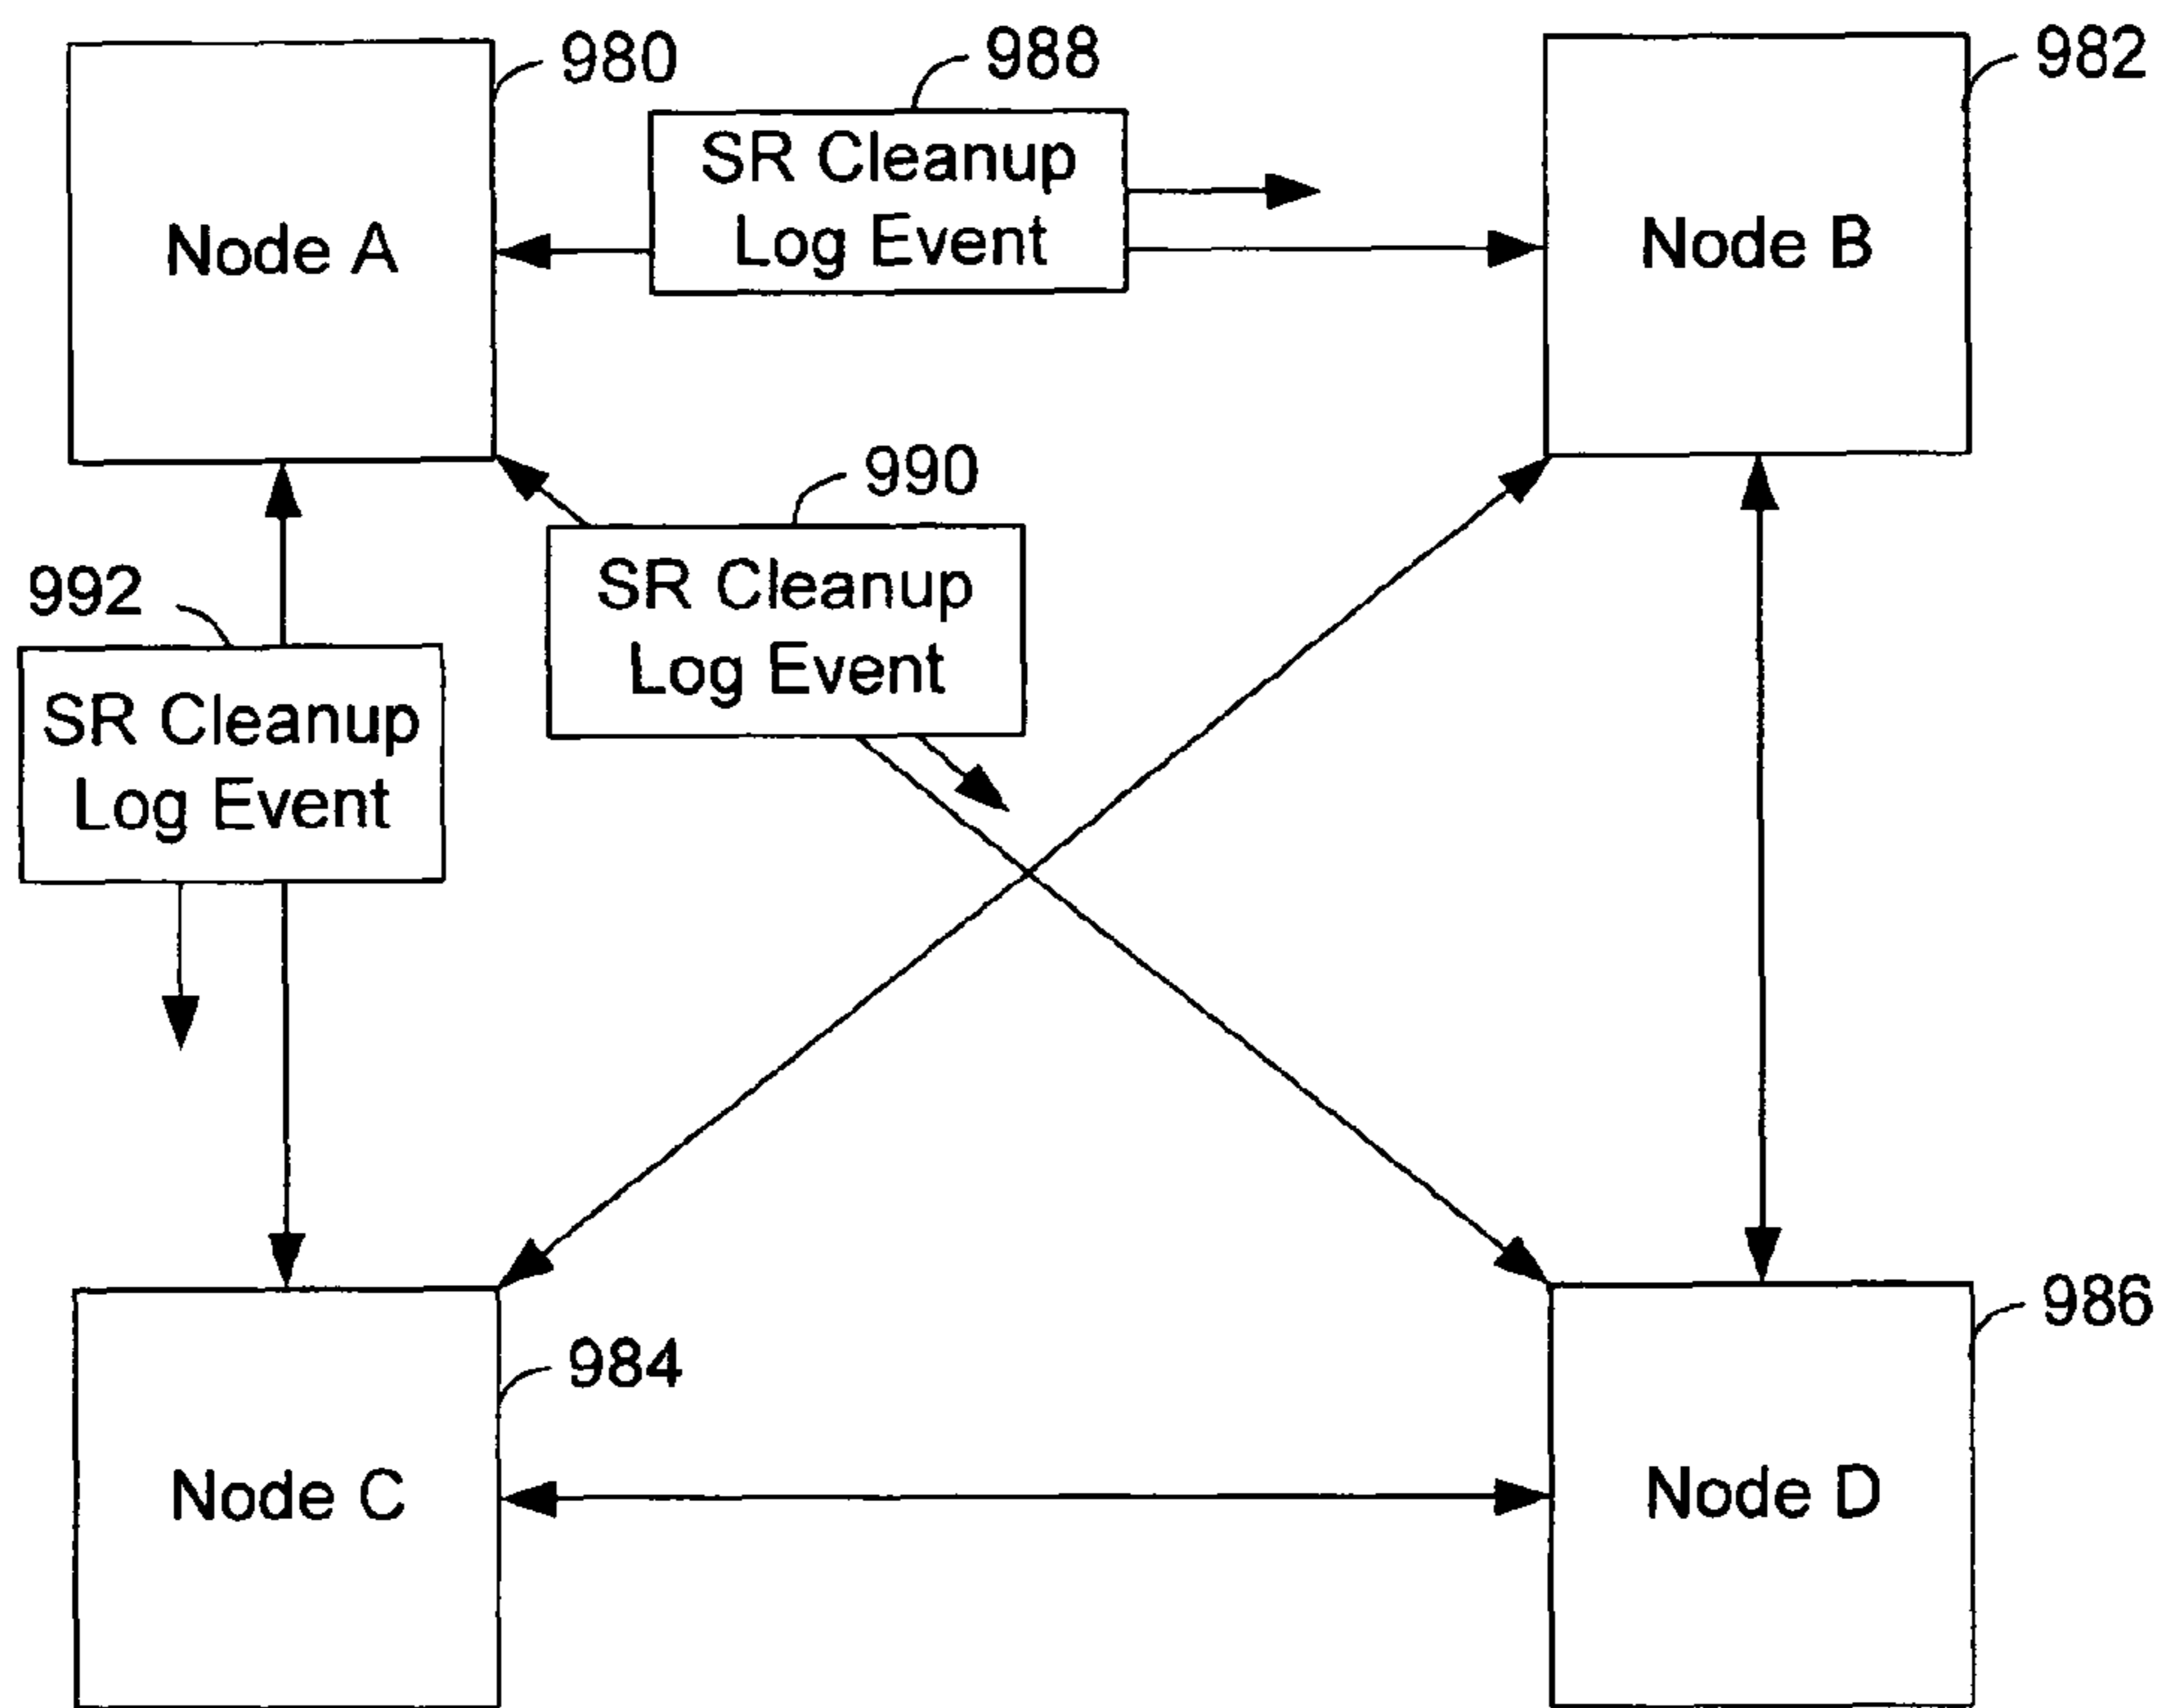 980
988
982
SR Cleanup
Log Event
Node A
Node B
990
992
SR Cleanup
Log Event
SR Cleanup
Log Event
984
986
Node C
Node D